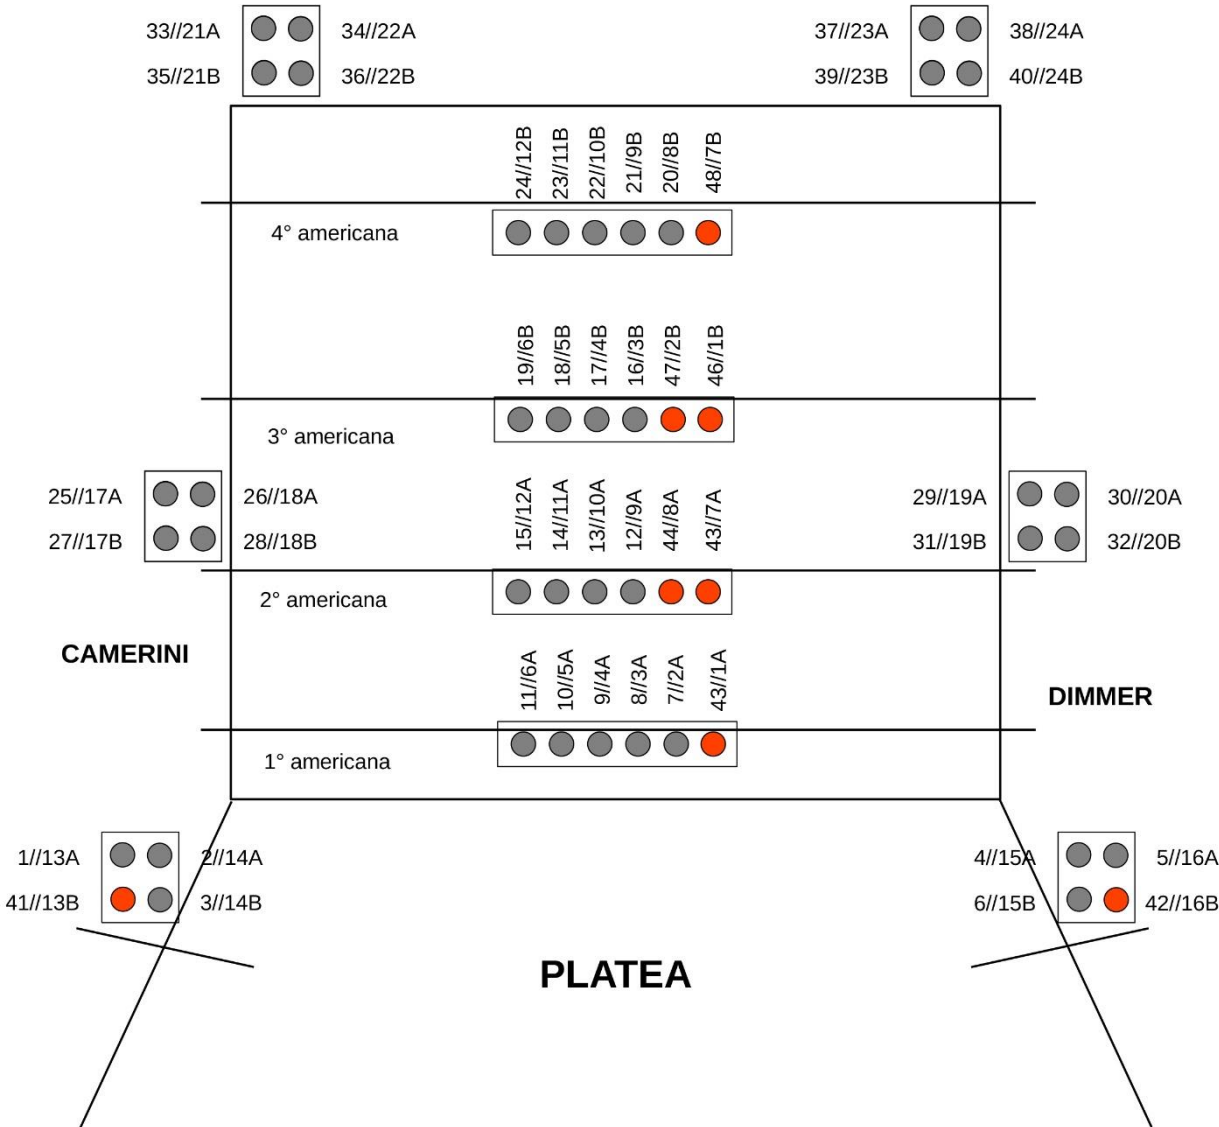 33//21A 34//22A 37//23A 38//24A
35//21B 36//22B 39//23B 40//24B
24//12B 23//11B 22//10B 21//9B 20//8B 48//7B
4° americana
19//6B 18//5B 17//4B 16//3B 47//2B 46//1B
3° americana
25//17A 26//18A 29//19A 30//20A
27//17B 28//18B 31//19B 32//20B
15//12A 14//11A 13//10A 12//9A 44//8A 43//7A
2° americana
CAMERINI
DIMMER
11//6A 10//5A 9//4A 8//3A 7//2A 43//1A
1° americana
1//13A 2//14A 4//15A 5//16A
41//13B 3//14B 6//15B 42//16B
PLATEA